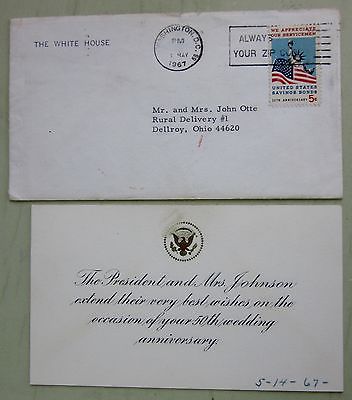 THE WHITE HOUSE
WASHINGTON, D.C.
PM
MAY
1967
ALWAYS
YOUR ZIP
WE APPRECIATE
OUR SERVICEMEN
UNITED STATES
SAVINGS BONDS
25TH ANNIVERSARY 5c
Mr. and Mrs. John Otte
Rural Delivery #1
Dellroy, Ohio 44620
The President and Mrs. Johnson
extend their very best wishes on the
occasion of your 50th wedding
anniversary.
5-14-67-